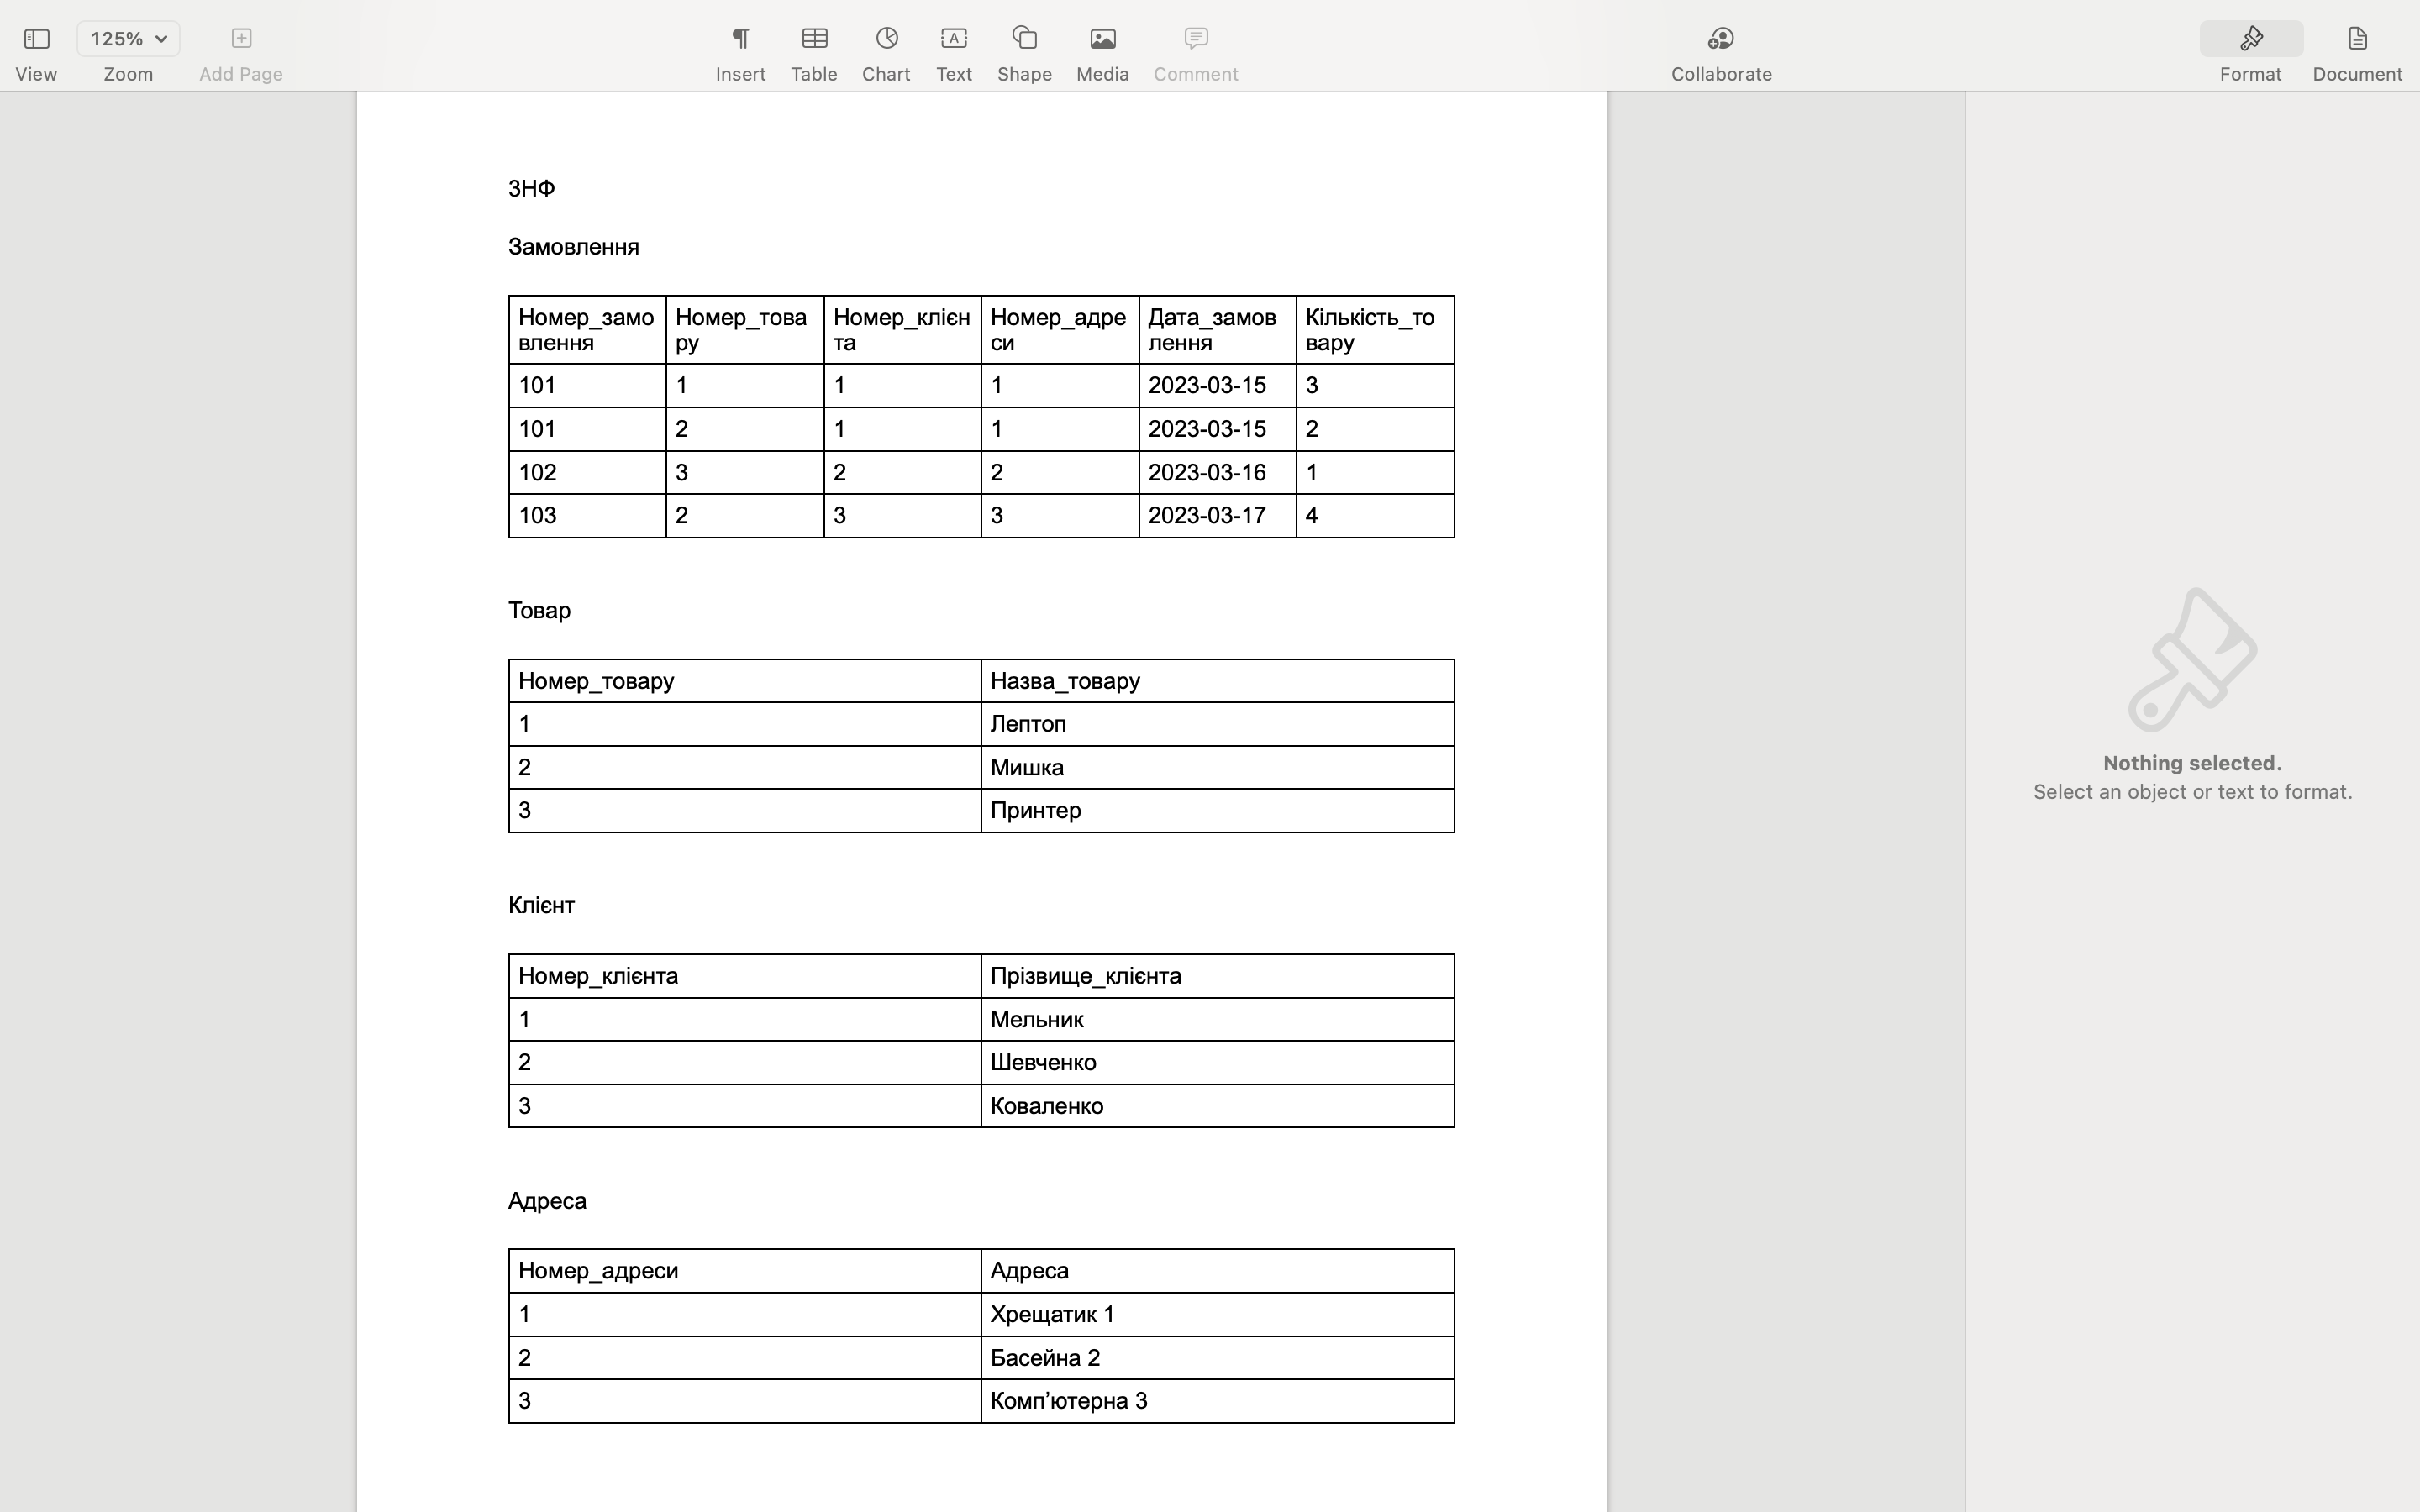 125%
View
Zoom
Add Page
Insert
Table
Chart
Text
Shape
Media
Comment
Collaborate
Format
Document
3НФ
Замовлення
Номер_замовлення Номер_товару Номер_клієнта Номер_адреси Дата_замовлення Кількість_товару
101 1 1 1 2023-03-15 3
101 2 1 1 2023-03-15 2
102 3 2 2 2023-03-16 1
103 2 3 3 2023-03-17 4
Товар
Номер_товару Назва_товару
1 Лептоп
2 Мишка
3 Принтер
Клієнт
Номер_клієнта Прізвище_клієнта
1 Мельник
2 Шевченко
3 Коваленко
Адреса
Номер_адреси Адреса
1 Хрещатик 1
2 Басейна 2
3 Комп’ютерна 3
Nothing selected.
Select an object or text to format.